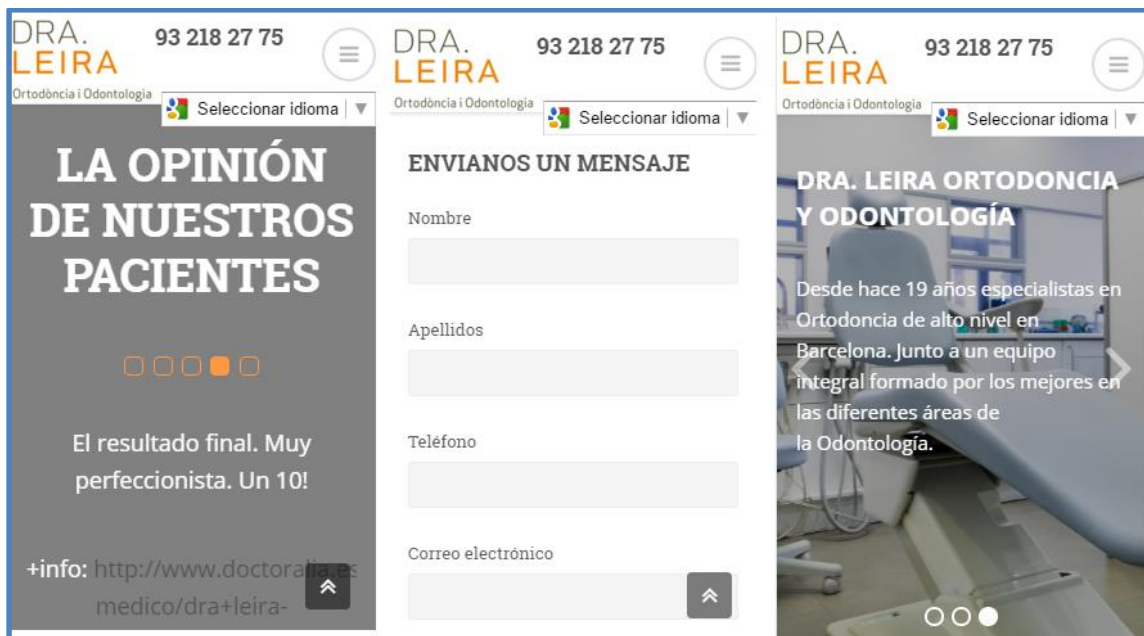 DRA.
LEIRA
Ortodòncia i Odontologia
93 218 27 75
Seleccionar idioma
LA OPINIÓN
DE NUESTROS
PACIENTES
El resultado final. Muy
perfeccionista. Un 10!
+info: http://www.doctoralia.es
medico/dra+leira-
DRA.
LEIRA
Ortodòncia i Odontologia
93 218 27 75
Seleccionar idioma
ENVIANOS UN MENSAJE
Nombre
Apellidos
Teléfono
Correo electrónico
DRA.
LEIRA
Ortodòncia i Odontologia
93 218 27 75
Seleccionar idioma
DRA. LEIRA ORTODONCIA
Y ODONTOLOGÍA
Desde hace 19 años especialistas en
Ortodoncia de alto nivel en
Barcelona. Junto a un equipo
integral formado por los mejores en
las diferentes áreas de
la Odontología.